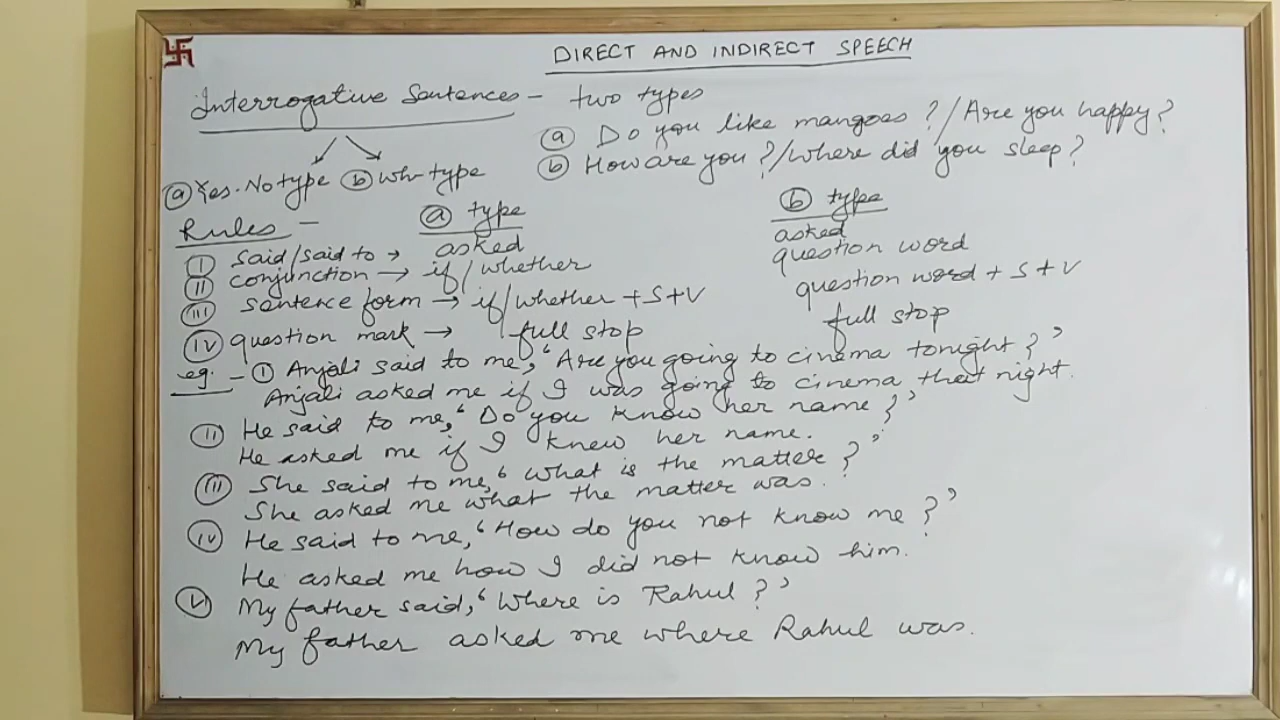 DIRECT AND INDIRECT SPEECH
Interrogative Sentences - two types
ⓐ Do you like mangoes ? / Are you happy ?
ⓑ How are you ? / Where did you sleep ?
ⓐ Yes-No type ⓑ wh-type
Rules - ⓐ type ⓑ type
Ⓘ Said/said to → asked asked
Ⓘⓘ conjunction → if/whether question word
(III) sentence form → if/whether + S + V question word + S + V
(IV) question mark → full stop full stop
eg. - ① Anjali said to me, 'Are you going to cinema tonight ?'
Anjali asked me if I was going to cinema that night.
(II) He said to me, 'Do you know her name ?'
He asked me if I knew her name.
(III) She said to me, 'What is the matter ?'
She asked me what the matter was.
(IV) He said to me, 'How do you not know me ?'
He asked me how I did not know him.
(V) My father said, 'Where is Rahul ?'
My father asked me where Rahul was.